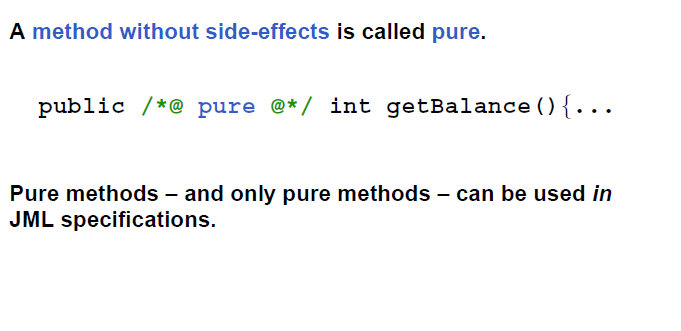 A method without side-effects is called pure.
public /*@ pure @*/ int getBalance(){...
Pure methods – and only pure methods – can be used in
JML specifications.